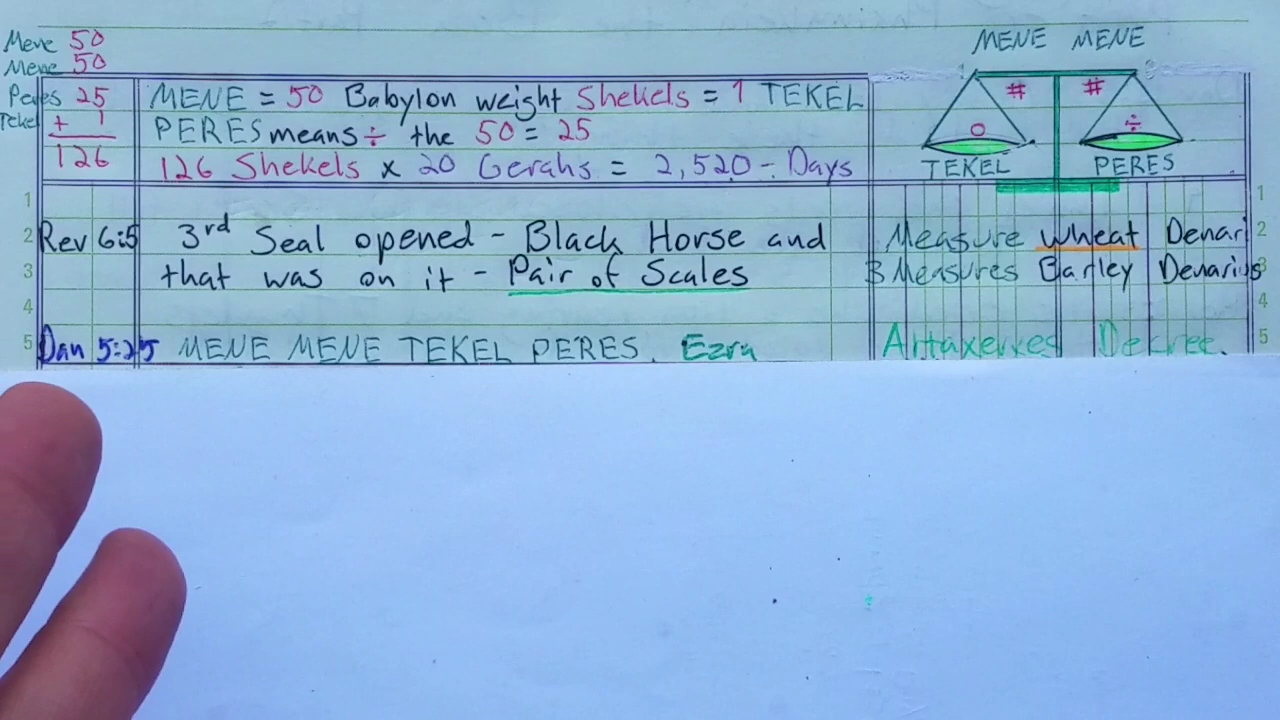 Mene 50
Mene 50
Peres 25
Tekel + 1
126
MENE = 50 Babylon weight Shekels = 1 TEKEL
PERES means ÷ the 50 = 25
126 Shekels x 20 Gerahs = 2,520 - Days
MENE MENE
# #
O ÷
TEKEL PERES
1 1
2 Rev 6:5 3rd Seal opened - Black Horse and Measure wheat Denari 2
3 that was on it - Pair of Scales 3 Measures Barley Denarius 3
4 4
5 Dan 5:25 MENE MENE TEKEL PERES. Ezra Artaxerxes Decree. 5